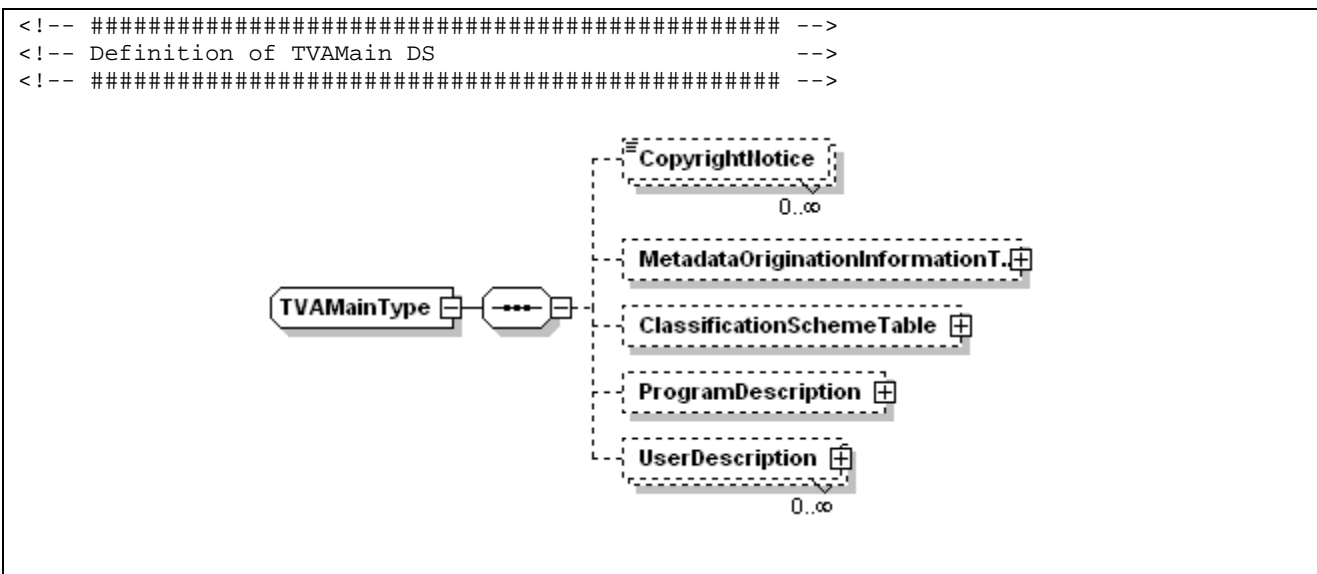 <!-- ################################################ -->
<!-- Definition of TVAMain DS                         -->
<!-- ################################################ -->
CopyrightNotice
0..∞
MetadataOriginationInformationT..
TVAMainType
ClassificationSchemeTable
ProgramDescription
UserDescription
0..∞